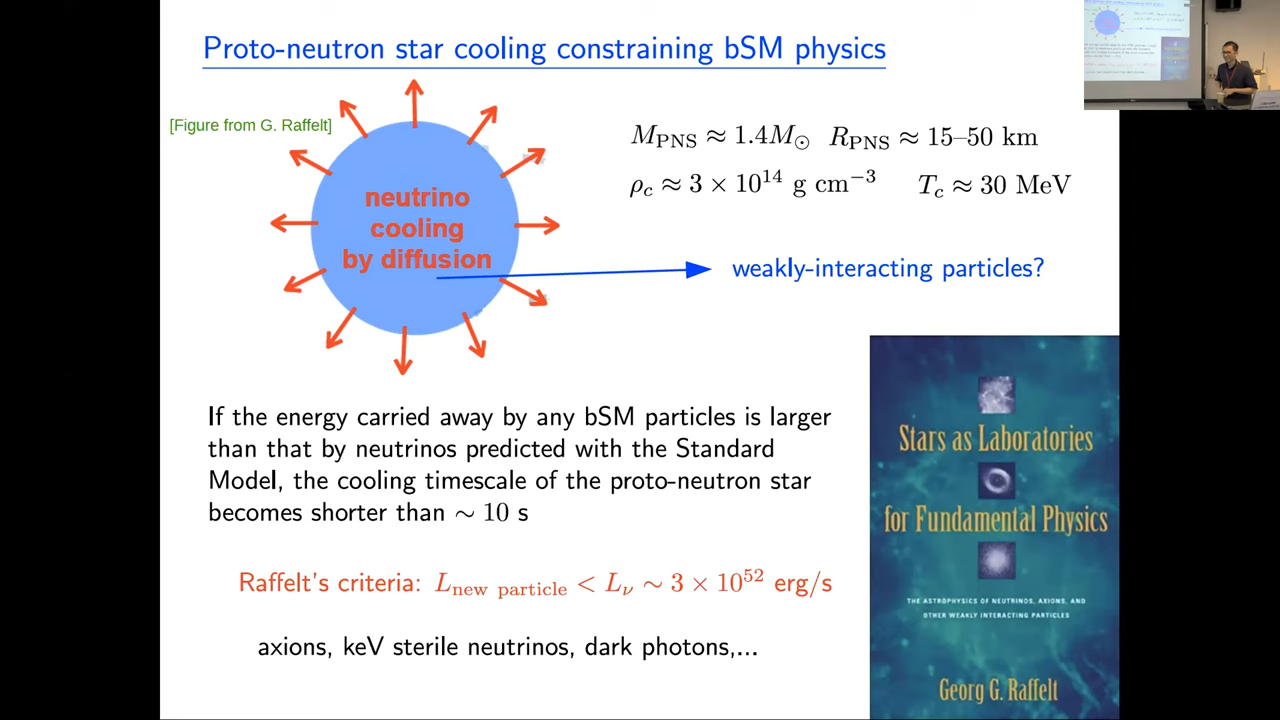 Proto-neutron star cooling constraining bSM physics
[Figure from G. Raffelt]
neutrino
cooling
by diffusion
M_PNS ≈ 1.4M_⊙ R_PNS ≈ 15–50 km
ρ_c ≈ 3 × 10^14 g cm^−3 T_c ≈ 30 MeV
weakly-interacting particles?
If the energy carried away by any bSM particles is larger
than that by neutrinos predicted with the Standard
Model, the cooling timescale of the proto-neutron star
becomes shorter than ∼ 10 s
Raffelt's criteria: L_new particle < L_ν ∼ 3 × 10^52 erg/s
axions, keV sterile neutrinos, dark photons,...
Stars as Laboratories
for Fundamental Physics
THE ASTROPHYSICS OF NEUTRINOS, AXIONS, AND
OTHER WEAKLY INTERACTING PARTICLES
Georg G. Raffelt